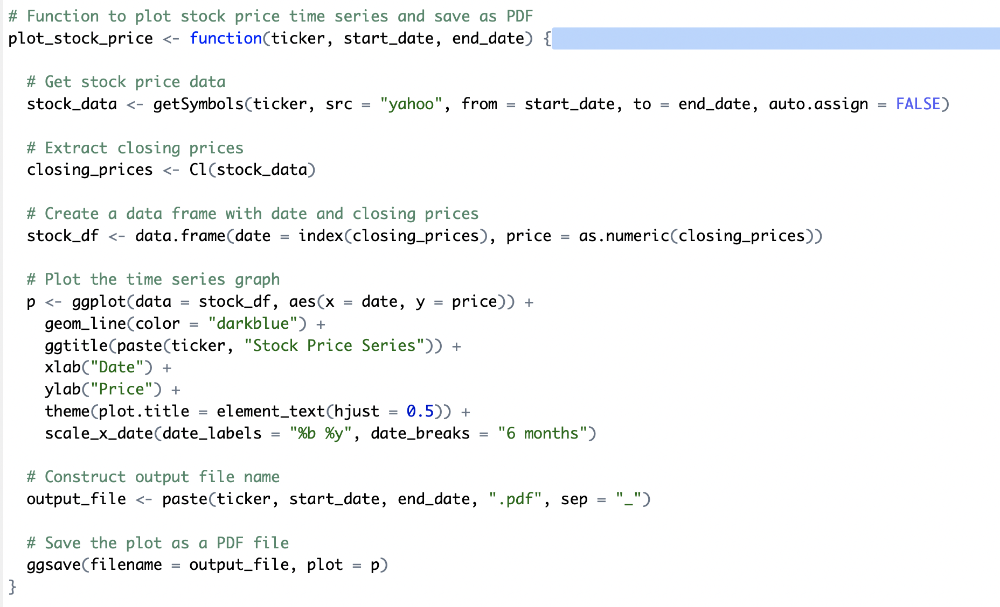 # Function to plot stock price time series and save as PDF
plot_stock_price <- function(ticker, start_date, end_date) {
  # Get stock price data
  stock_data <- getSymbols(ticker, src = "yahoo", from = start_date, to = end_date, auto.assign = FALSE)
  # Extract closing prices
  closing_prices <- Cl(stock_data)
  # Create a data frame with date and closing prices
  stock_df <- data.frame(date = index(closing_prices), price = as.numeric(closing_prices))
  # Plot the time series graph
  p <- ggplot(data = stock_df, aes(x = date, y = price)) +
    geom_line(color = "darkblue") +
    ggtitle(paste(ticker, "Stock Price Series")) +
    xlab("Date") +
    ylab("Price") +
    theme(plot.title = element_text(hjust = 0.5)) +
    scale_x_date(date_labels = "%b %y", date_breaks = "6 months")
  # Construct output file name
  output_file <- paste(ticker, start_date, end_date, ".pdf", sep = "_")
  # Save the plot as a PDF file
  ggsave(filename = output_file, plot = p)
}